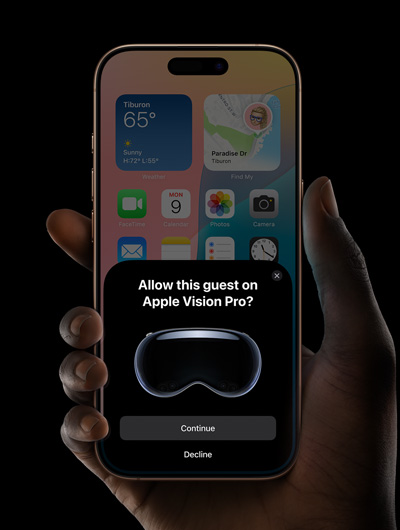 Tiburon
65°
Sunny
H:72° L:55°
Weather
Paradise Dr
Tiburon
Find My
FaceTime
MON
9
Calendar
Photos
Camera
Allow this guest on
Apple Vision Pro?
Continue
Decline